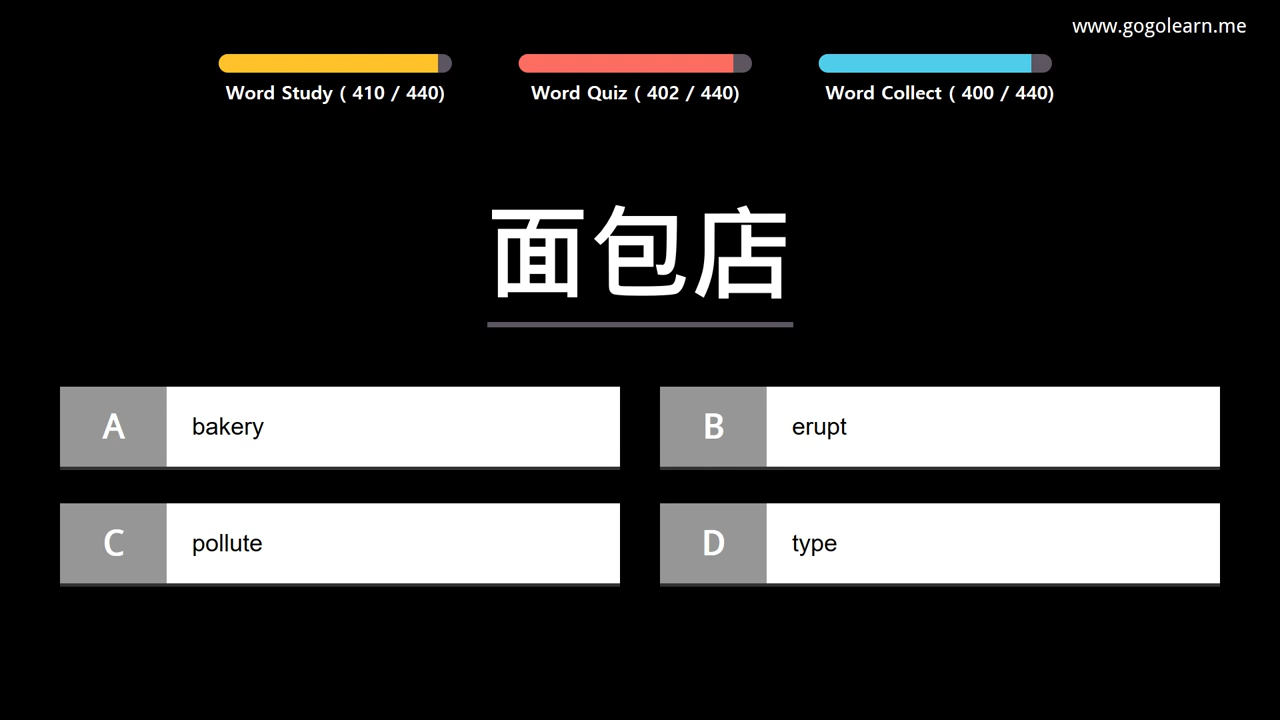 www.gogolearn.me
Word Study ( 410 / 440)
Word Quiz ( 402 / 440)
Word Collect ( 400 / 440)
面包店
A
bakery
B
erupt
C
pollute
D
type